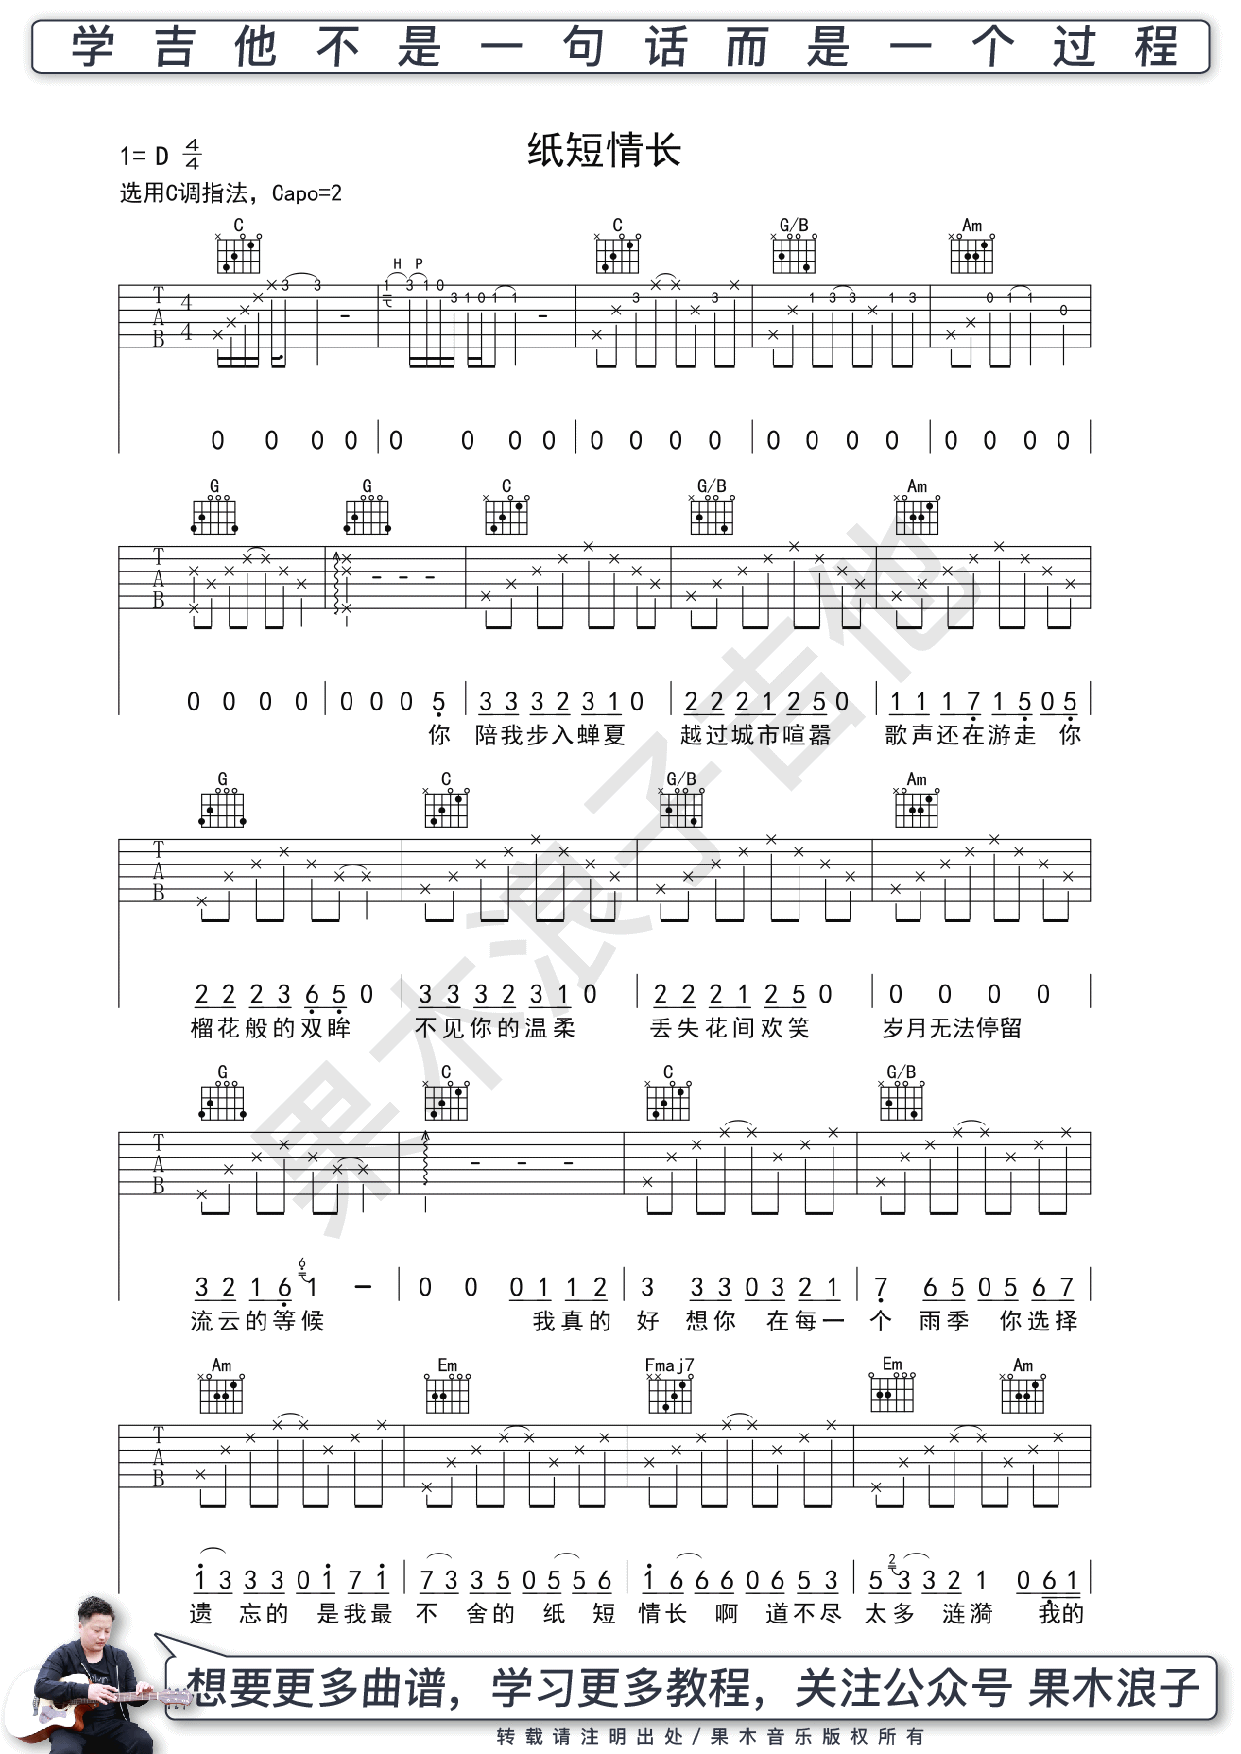 学吉他不是一句话而是一个过程
纸短情长
1= D 4/4
选用C调指法，Capo=2
C C G/B Am
H P
1 3 1 0 3 1 0 1 1
T A B 4 4
0 0 0 0 0 0 0 0 0 0 0 0 0 0 0 0 0 0 0 0
G G C G/B Am
T A B
0 0 0 0 0 0 0 5 3 3 3 2 3 1 0 2 2 2 1 2 5 0 1 1 1 7 1 5 0 5
你 陪我步入蝉夏 越过城市喧嚣 歌声还在游走 你
G C G/B Am
T A B
2 2 2 3 6 5 0 3 3 3 2 3 1 0 2 2 2 1 2 5 0 0 0 0 0
榴花般的双眸 不见你的温柔 丢失花间欢笑 岁月无法停留
G C C G/B
T A B
3 2 1 6 6 1 - 0 0 0 1 1 2 3 3 3 0 3 2 1 7 6 5 0 5 6 7
流云的等候 我真的 好 想你 在每一 个 雨季 你选择
Am Em Fmaj7 Em Am
T A B
1 3 3 3 0 1 7 1 7 3 3 5 0 5 5 6 1 6 6 6 0 6 5 3 5 2 3 3 2 1 0 6 1
遗 忘的 是我最 不 舍的 纸 短 情长 啊 道不尽 太多 涟漪 我的
想要更多曲谱，学习更多教程，关注公众号 果木浪子
转载请注明出处/果木音乐版权所有
果木浪子吉他